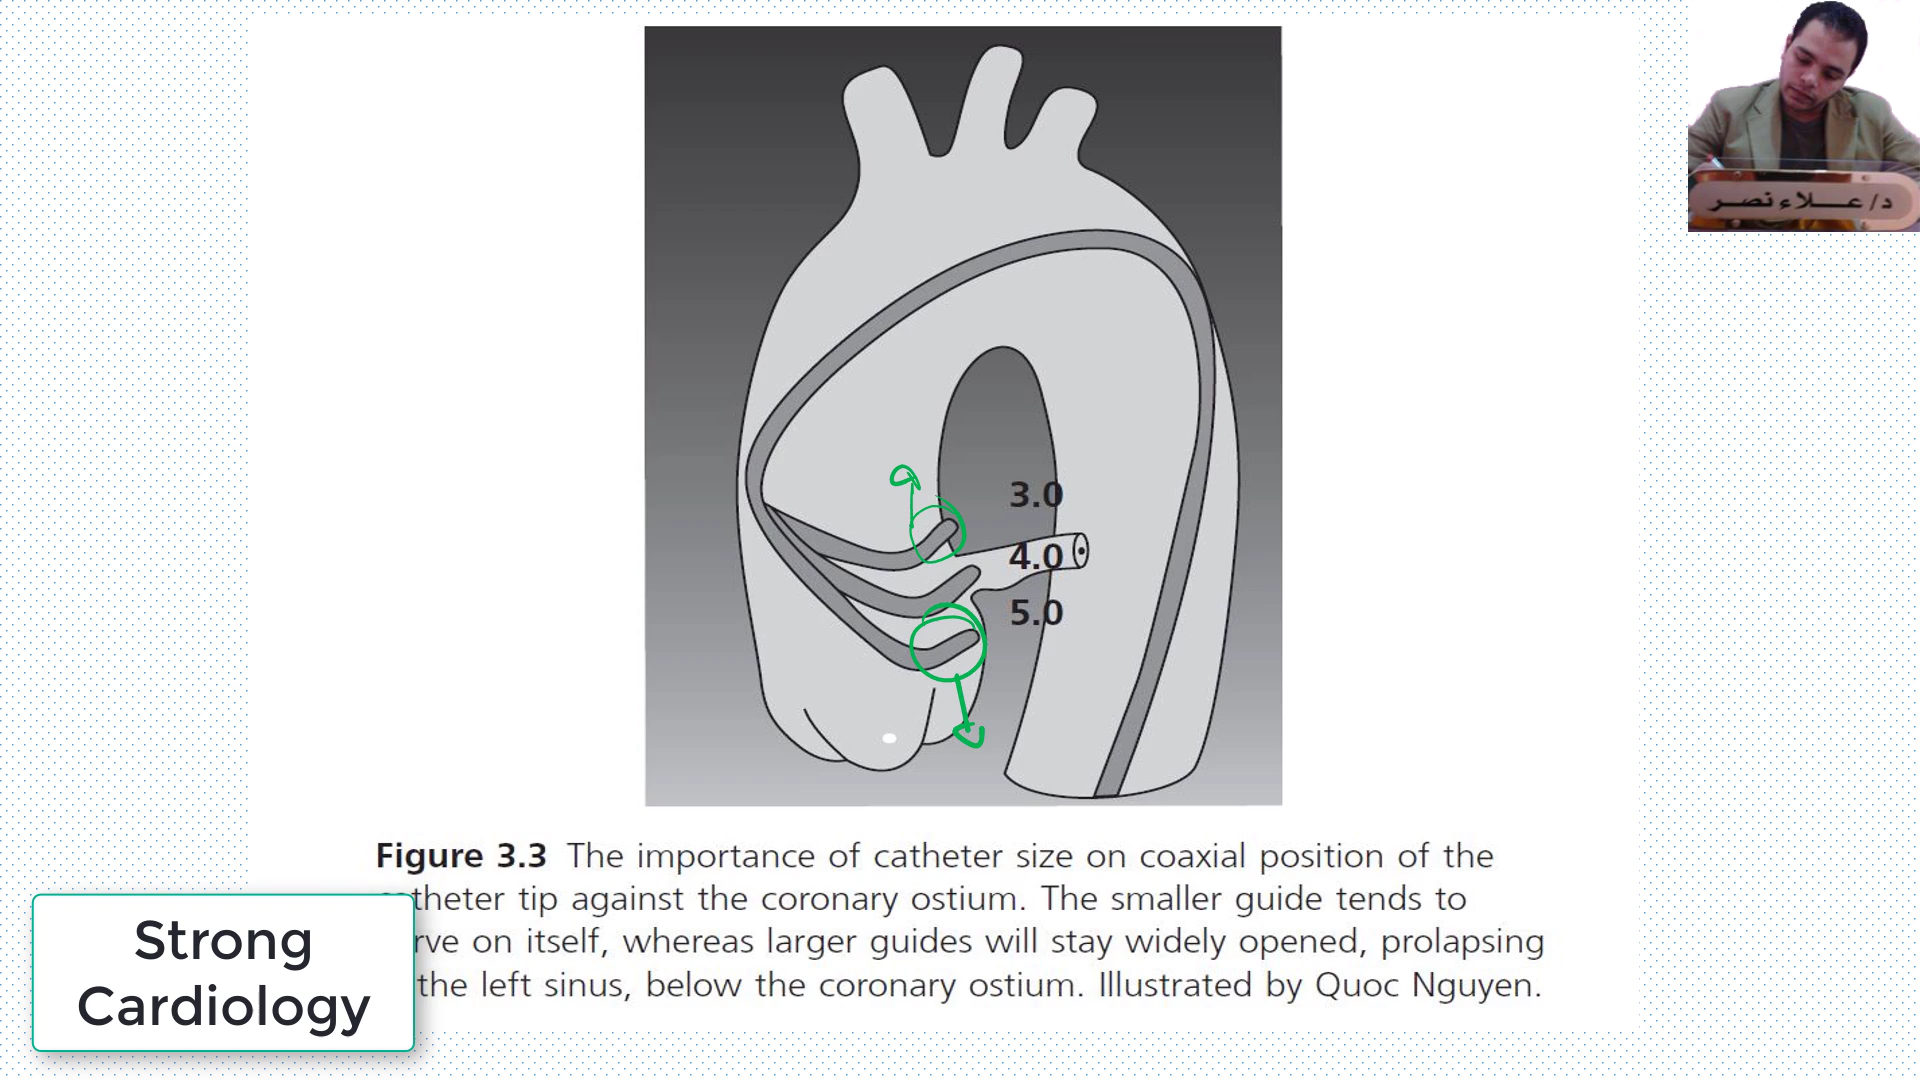 د/ عـــلاء نصــر
3.0
4.0
5.0
Figure 3.3 The importance of catheter size on coaxial position of the
theter tip against the coronary ostium. The smaller guide tends to
rve on itself, whereas larger guides will stay widely opened, prolapsing
the left sinus, below the coronary ostium. Illustrated by Quoc Nguyen.
Strong
Cardiology